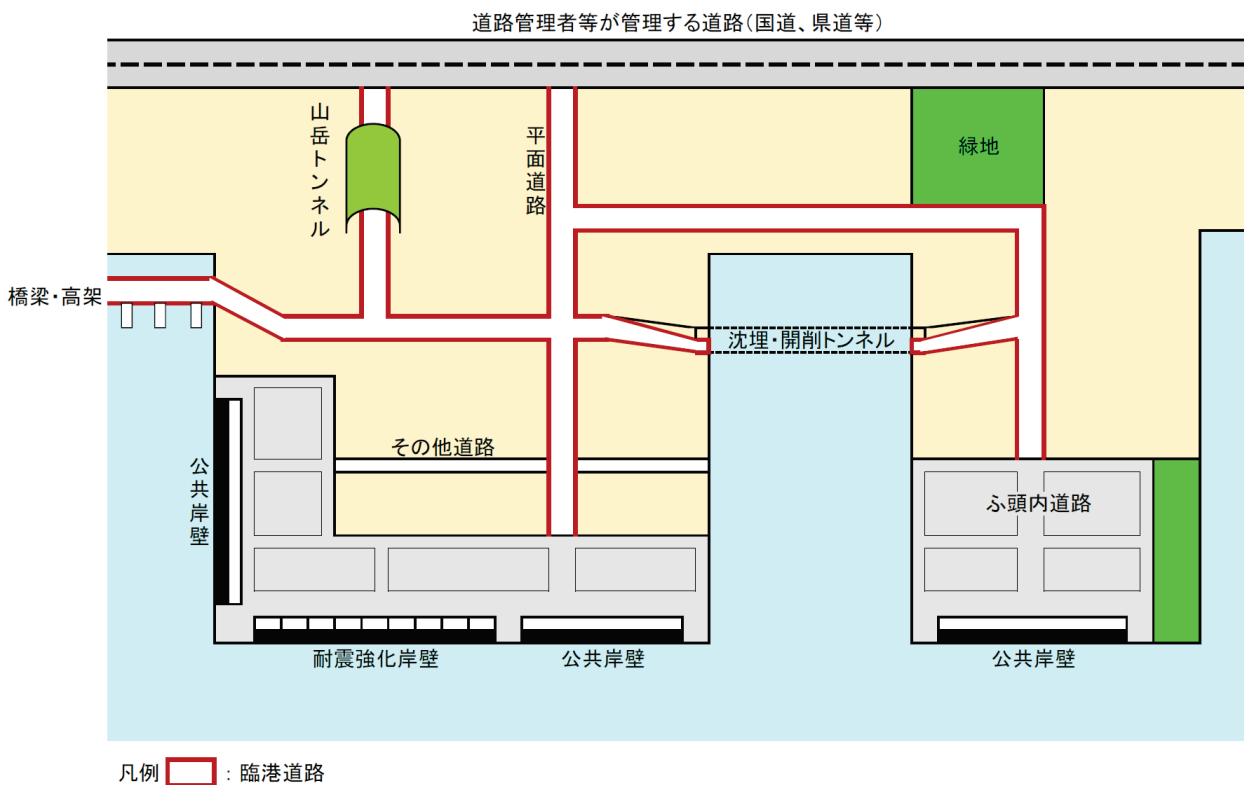 道路管理者等が管理する道路(国道、県道等)
山岳トンネル
平面道路
緑地
橋梁・高架
沈埋・開削トンネル
その他道路
公共岸壁
ふ頭内道路
耐震強化岸壁
公共岸壁
公共岸壁
凡例 : 臨港道路